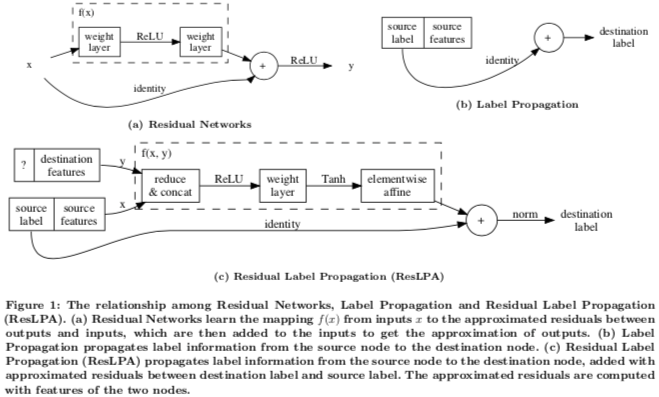 f(x)
weight
layer
ReLU
weight
layer
x
+
ReLU
y
identity
(a) Residual Networks
source
label
source
features
+
destination
label
identity
(b) Label Propagation
?
destination
features
y
f(x, y)
reduce
& concat
ReLU
weight
layer
Tanh
elementwise
affine
source
label
source
features
x
identity
+
norm
destination
label
(c) Residual Label Propagation (ResLPA)
Figure 1: The relationship among Residual Networks, Label Propagation and Residual Label Propagation
(ResLPA). (a) Residual Networks learn the mapping f(x) from inputs x to the approximated residuals between
outputs and inputs, which are then added to the inputs to get the approximation of outputs. (b) Label
Propagation propagates label information from the source node to the destination node. (c) Residual Label
Propagation (ResLPA) propagates label information from the source node to the destination node, added with
approximated residuals between destination label and source label. The approximated residuals are computed
with features of the two nodes.